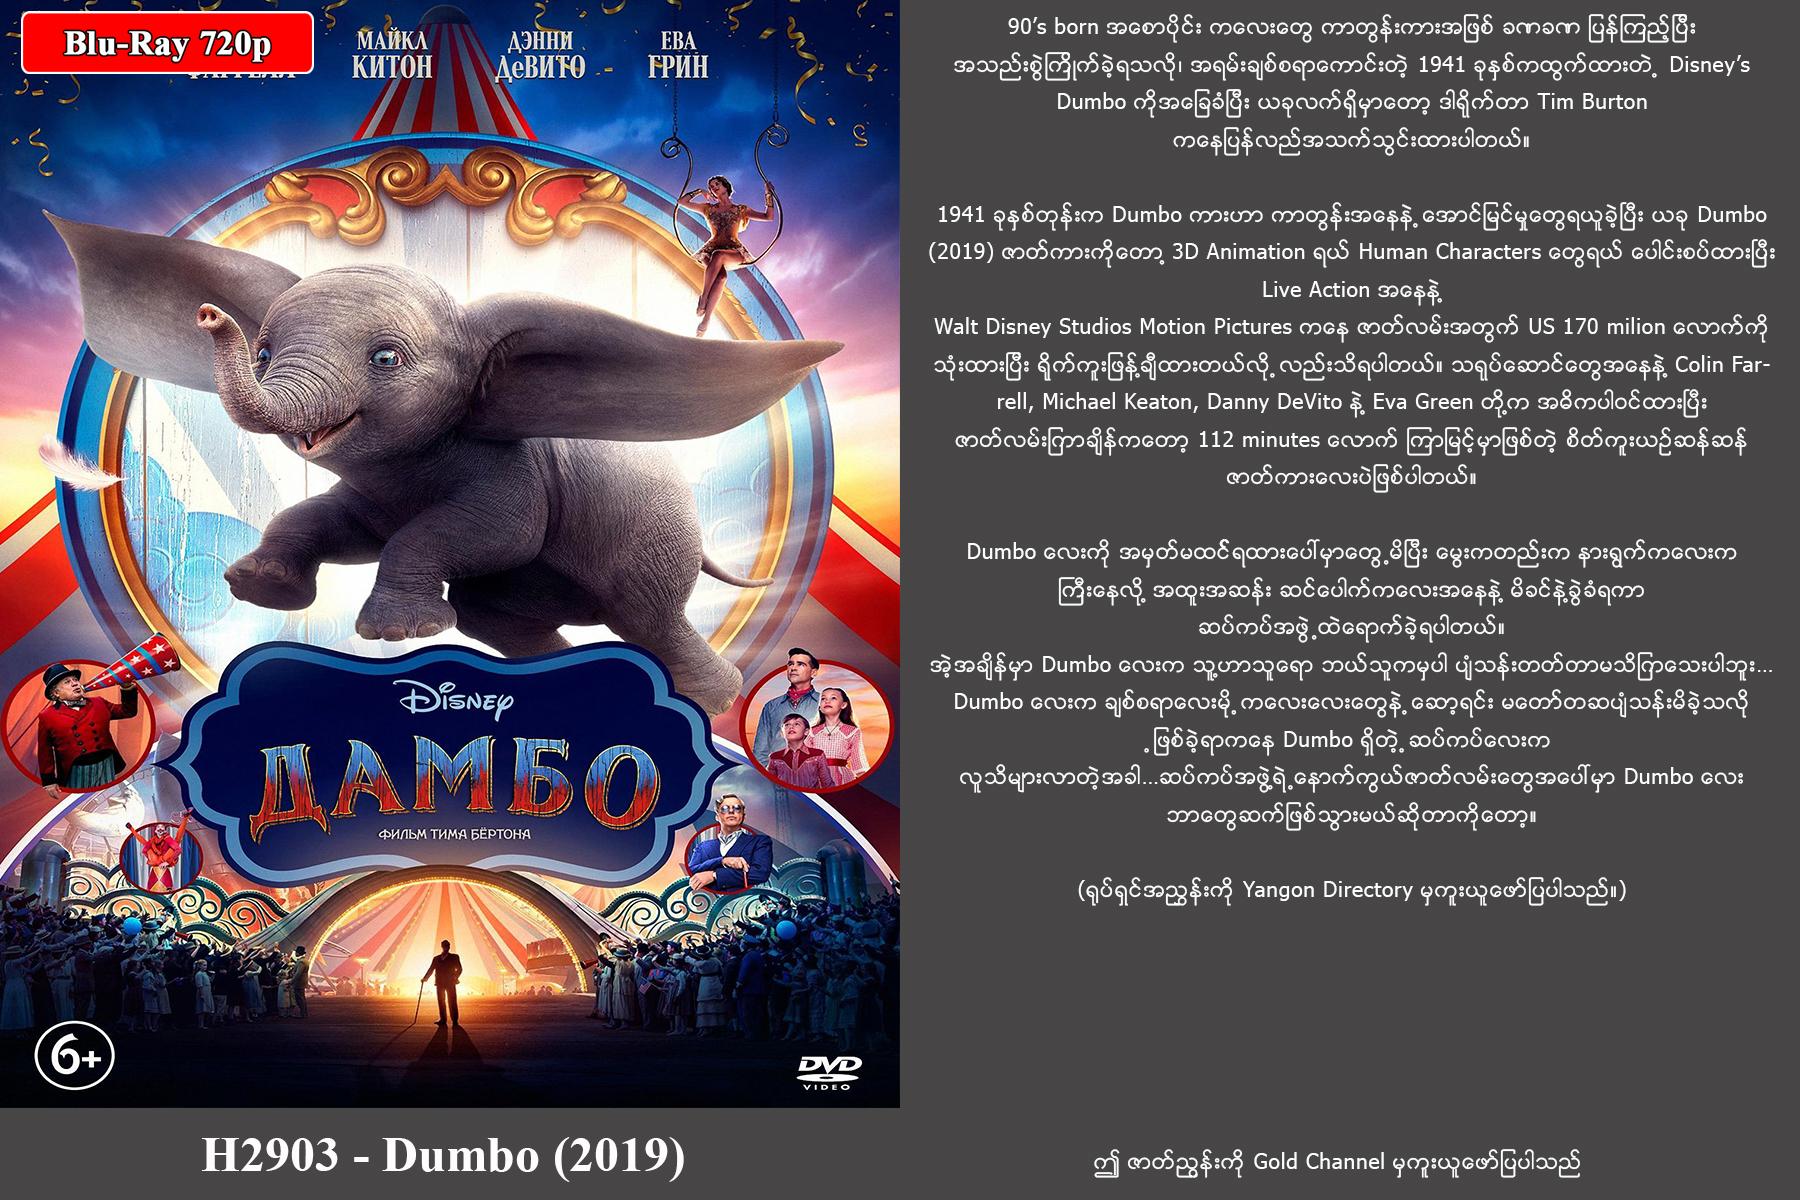 Blu-Ray 720p
МАЙКЛ КИТОН
ДЭННИ ДеВИТО
ЕВА ГРИН
Disney
ДАМБО
ФИЛЬМ ТИМА БЁРТОНА
6+
DVD
VIDEO
H2903 - Dumbo (2019)
90’s born အစောပိုင်း ကလေးတွေ ကာတွန်းကားအဖြစ် ခဏခဏ ပြန်ကြည့်ပြီး
အသည်းစွဲကြိုက်ခဲ့ရသလို၊ အရမ်းချစ်စရာကောင်းတဲ့ 1941 ခုနှစ်ကထွက်ထားတဲ့ Disney’s
Dumbo ကိုအခြေခံပြီး ယခုလက်ရှိမှာတော့ ဒါရိုက်တာ Tim Burton
ကနေပြန်လည်အသက်သွင်းထားပါတယ်။
1941 ခုနှစ်တုန်းက Dumbo ကားဟာ ကာတွန်းအနေနဲ့ အောင်မြင်မှုတွေရယူခဲ့ပြီး ယခု Dumbo
(2019) ဇာတ်ကားကိုတော့ 3D Animation ရယ် Human Characters တွေရယ် ပေါင်းစပ်ထားပြီး
Live Action အနေနဲ့
Walt Disney Studios Motion Pictures ကနေ ဇာတ်လမ်းအတွက် US 170 milion လောက်ကို
သုံးထားပြီး ရိုက်ကူးဖြန့်ချီထားတယ်လို့ လည်းသိရပါတယ်။ သရုပ်ဆောင်တွေအနေနဲ့ Colin Far-
rell, Michael Keaton, Danny DeVito နဲ့ Eva Green တို့က အဓိကပါဝင်ထားပြီး
ဇာတ်လမ်းကြာချိန်ကတော့ 112 minutes လောက် ကြာမြင့်မှာဖြစ်တဲ့ စိတ်ကူးယဉ်ဆန်ဆန်
ဇာတ်ကားလေးပဲဖြစ်ပါတယ်။
Dumbo လေးကို အမှတ်မထင်ရထားပေါ်မှာတွေ့မိပြီး မွေးကတည်းက နားရွက်ကလေးက
ကြီးနေလို့ အထူးအဆန်း ဆင်ပေါက်ကလေးအနေနဲ့ မိခင်နဲ့ခွဲခံရကာ
ဆပ်ကပ်အဖွဲ့ထဲရောက်ခဲ့ရပါတယ်။
အဲ့အချိန်မှာ Dumbo လေးက သူ့ဟာသူရော ဘယ်သူကမှပါ ပျံသန်းတတ်တာမသိကြသေးပါဘူး...
Dumbo လေးက ချစ်စရာလေးမို့ ကလေးလေးတွေနဲ့ ဆော့ရင်း မတော်တဆပျံသန်းမိခဲ့သလို
့ဖြစ်ခဲ့ရာကနေ Dumbo ရှိတဲ့ ဆပ်ကပ်လေးက
လူသိများလာတဲ့အခါ...ဆပ်ကပ်အဖွဲ့ရဲ့နောက်ကွယ်ဇာတ်လမ်းတွေအပေါ်မှာ Dumbo လေး
ဘာတွေဆက်ဖြစ်သွားမယ်ဆိုတာကိုတော့။
(ရုပ်ရှင်အညွှန်းကို Yangon Directory မှကူးယူဖော်ပြပါသည်။)
ဤ ဇာတ်ညွှန်းကို Gold Channel မှကူးယူဖော်ပြပါသည်